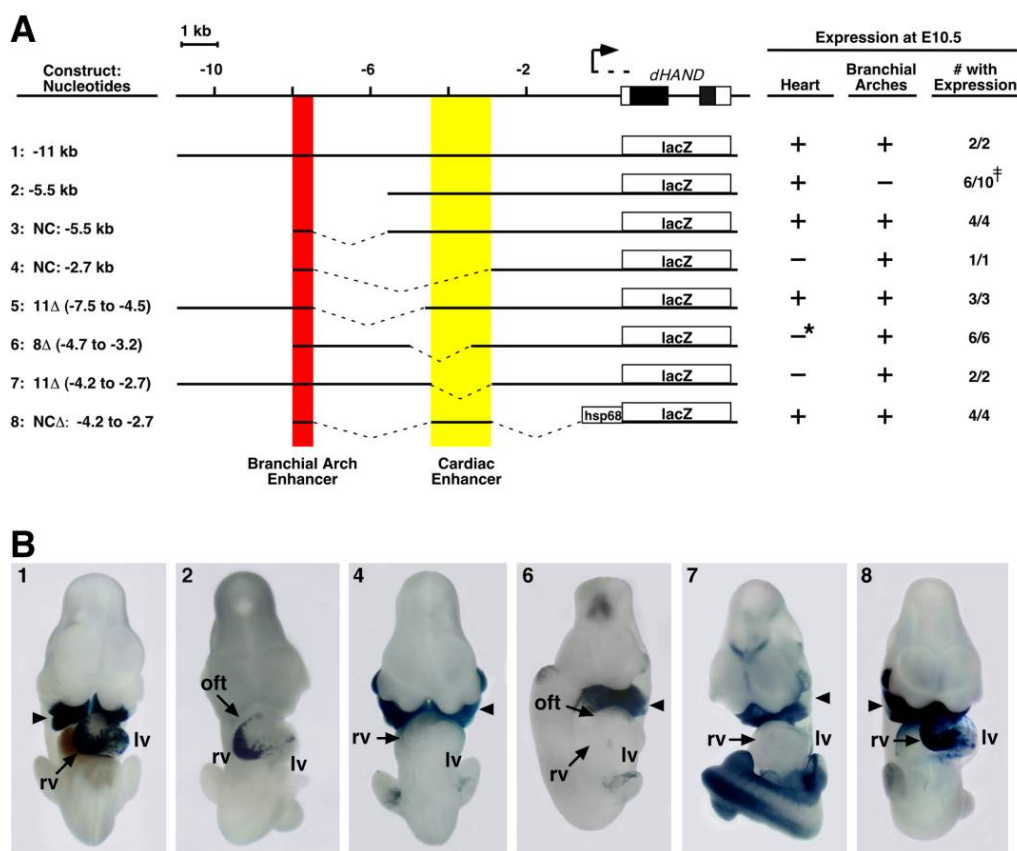 A
1 kb
Expression at E10.5
Construct: Nucleotides
-10
-6
-2
dHAND
Heart
Branchial Arches
# with Expression
1: -11 kb
lacZ
+
+
2/2
2: -5.5 kb
lacZ
+
−
6/10‡
3: NC: -5.5 kb
lacZ
+
+
4/4
4: NC: -2.7 kb
lacZ
−
+
1/1
5: 11Δ (-7.5 to -4.5)
lacZ
+
+
3/3
6: 8Δ (-4.7 to -3.2)
lacZ
−*
+
6/6
7: 11Δ (-4.2 to -2.7)
lacZ
−
+
2/2
8: NCΔ: -4.2 to -2.7
hsp68
lacZ
+
+
4/4
Branchial Arch Enhancer
Cardiac Enhancer
B
1
rv
lv
2
oft
rv
lv
4
rv
lv
6
oft
rv
lv
7
rv
lv
8
rv
lv